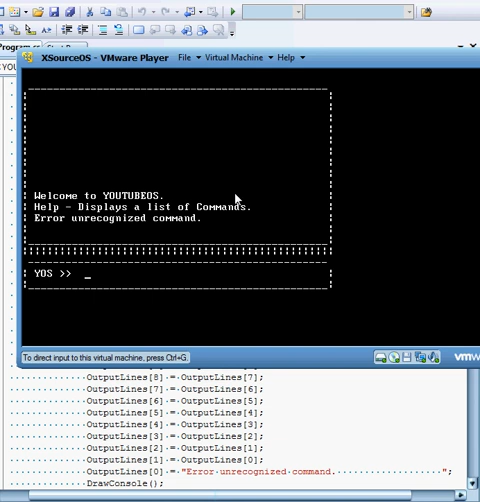 Program.cs
XSourceOS - VMware Player File Virtual Machine Help
Welcome to YOUTUBEOS.
Help - Displays a list of Commands.
Error unrecognized command.
YOS >> _
To direct input to this virtual machine, press Ctrl+G.
vmw
OutputLines[8] = OutputLines[7];
OutputLines[7] = OutputLines[6];
OutputLines[6] = OutputLines[5];
OutputLines[5] = OutputLines[4];
OutputLines[4] = OutputLines[3];
OutputLines[3] = OutputLines[2];
OutputLines[2] = OutputLines[1];
OutputLines[1] = OutputLines[0];
OutputLines[0] = "Error unrecognized command. ";
DrawConsole();